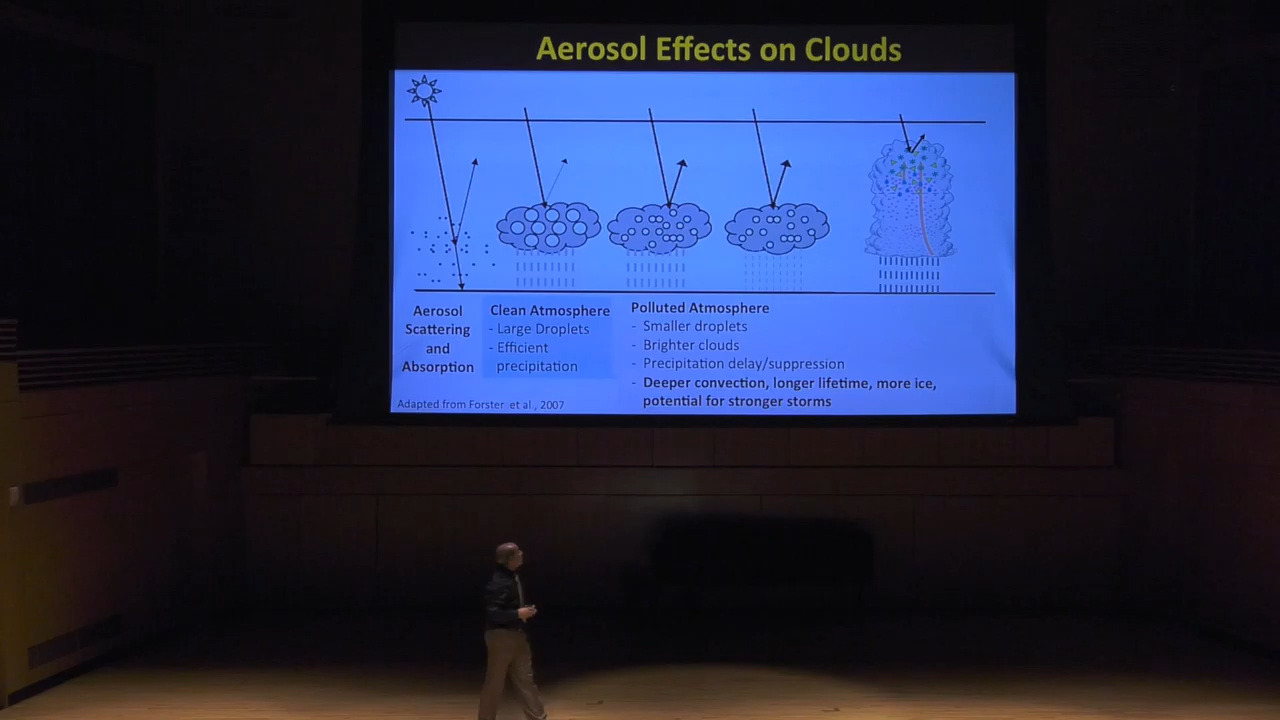 Aerosol Effects on Clouds
Aerosol
Scattering
and
Absorption
Clean Atmosphere
- Large Droplets
- Efficient
precipitation
Polluted Atmosphere
- Smaller droplets
- Brighter clouds
- Precipitation delay/suppression
- Deeper convection, longer lifetime, more ice,
potential for stronger storms
Adapted from Forster et al., 2007